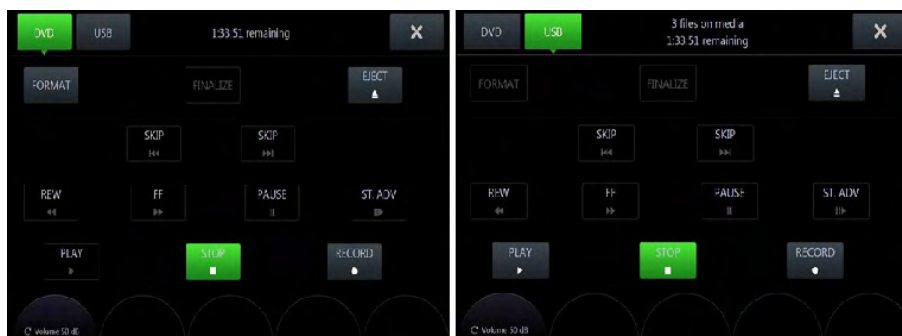 DVD USB 1:33:51 remaining X
FORMAT FINALIZE EJECT
SKIP SKIP
REW FF PAUSE ST. ADV
PLAY STOP RECORD
Volume 50 dB
DVD USB 3 files on media X
1:33:51 remaining
FORMAT FINALIZE EJECT
SKIP SKIP
REW FF PAUSE ST. ADV
PLAY STOP RECORD
Volume 50 dB